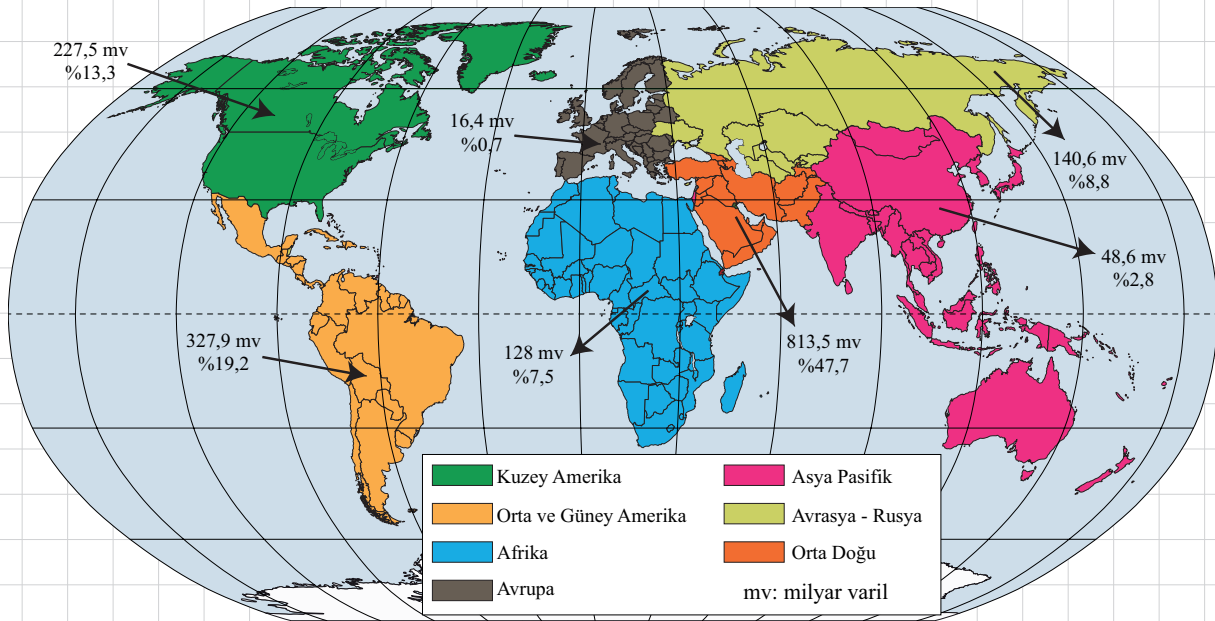 227,5 mv
%13,3
16,4 mv
%0,7
140,6 mv
%8,8
48,6 mv
%2,8
327,9 mv
%19,2
128 mv
%7,5
813,5 mv
%47,7
Kuzey Amerika
Orta ve Güney Amerika
Afrika
Avrupa
Asya Pasifik
Avrasya - Rusya
Orta Doğu
mv: milyar varil